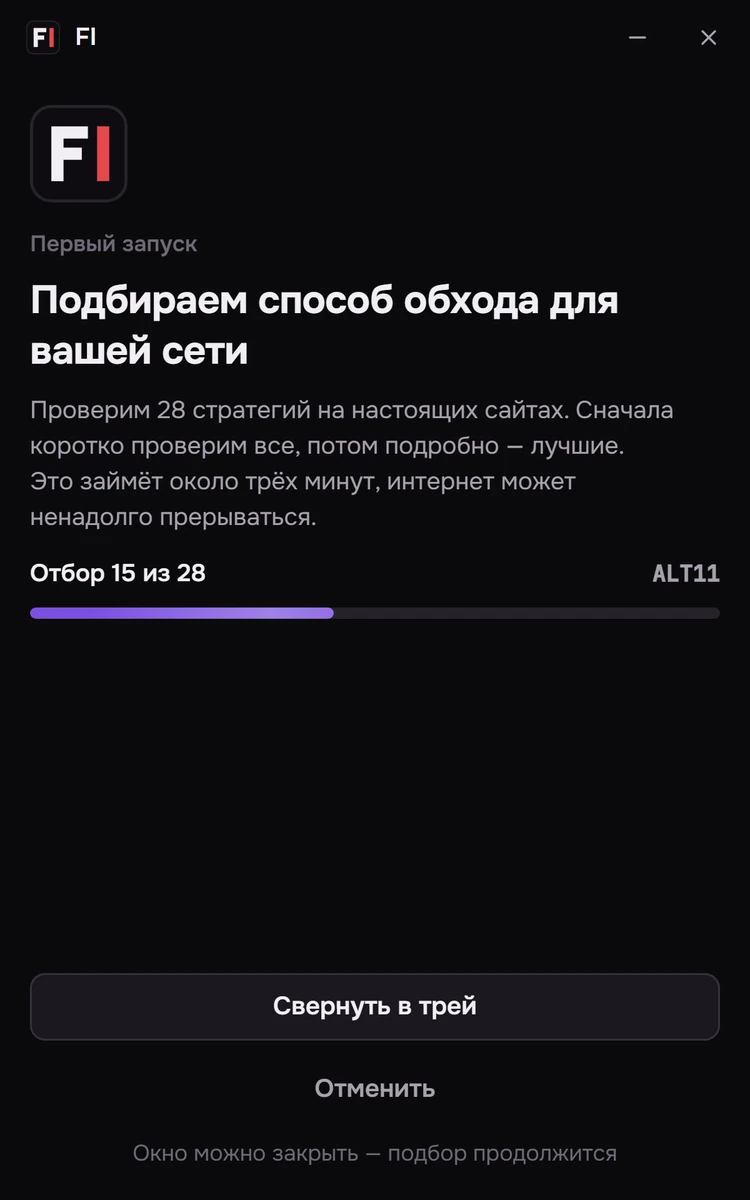 FI FI
FI
Первый запуск
Подбираем способ обхода для
вашей сети
Проверим 28 стратегий на настоящих сайтах. Сначала
коротко проверим все, потом подробно — лучшие.
Это займёт около трёх минут, интернет может
ненадолго прерываться.
Отбор 15 из 28 ALT11
Свернуть в трей
Отменить
Окно можно закрыть — подбор продолжится